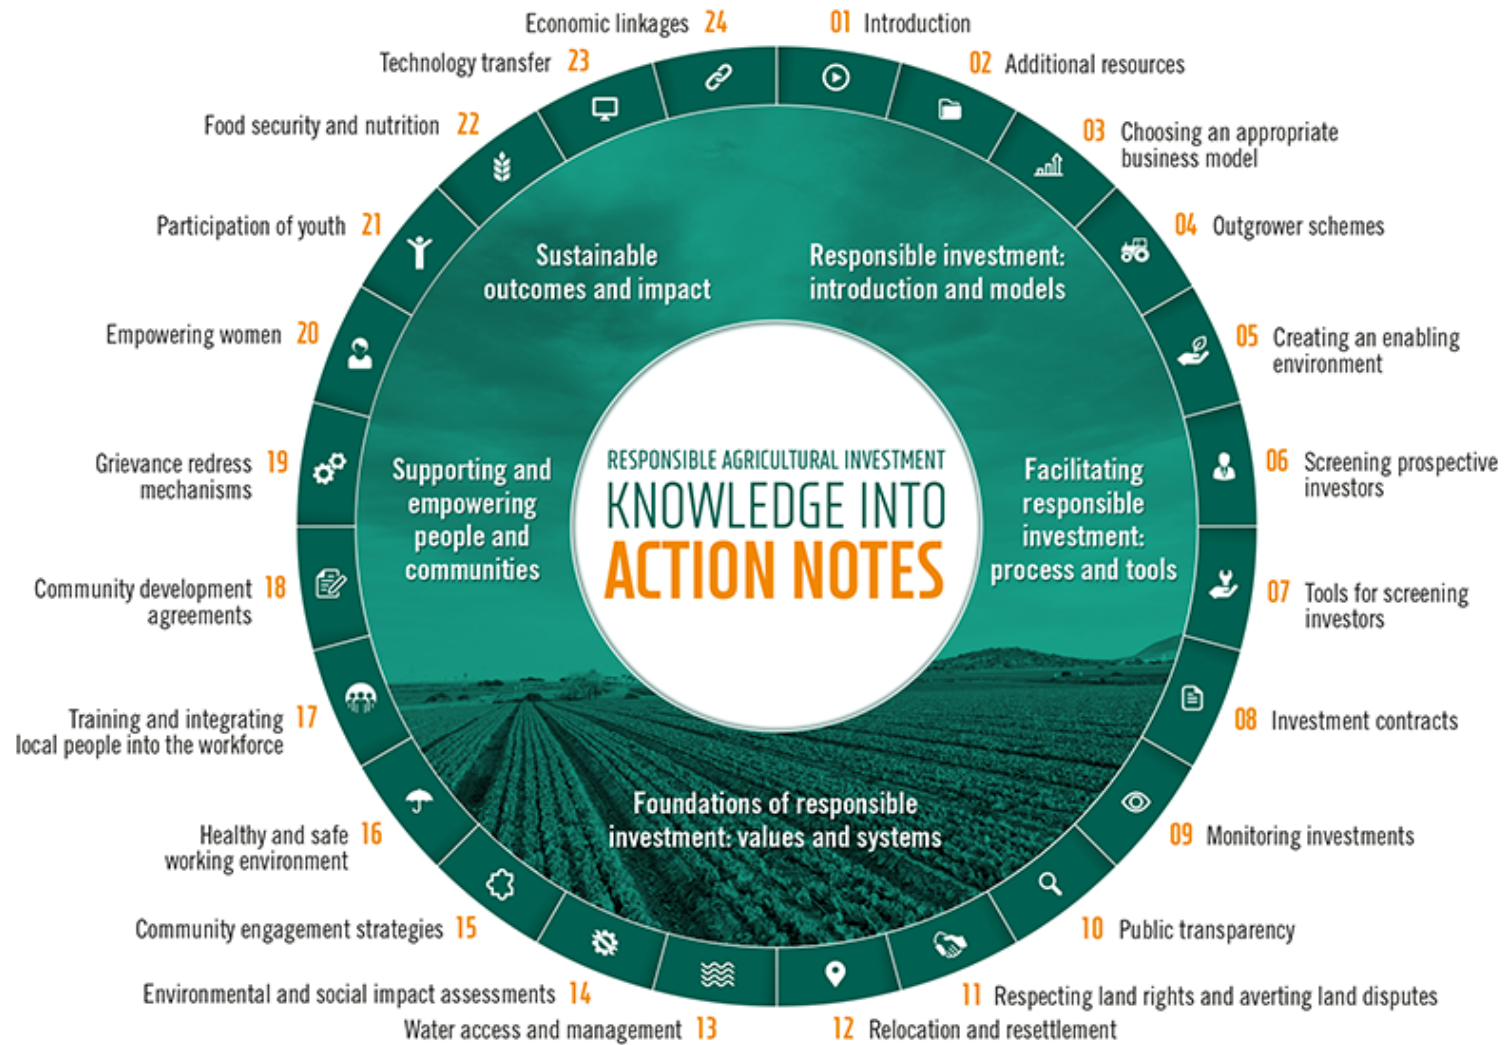 Economic linkages 24
01 Introduction
Technology transfer 23
02 Additional resources
Food security and nutrition 22
03 Choosing an appropriate
business model
Participation of youth 21
04 Outgrower schemes
Empowering women 20
05 Creating an enabling
environment
Grievance redress 19
mechanisms
06 Screening prospective
investors
Community development 18
agreements
07 Tools for screening
investors
Training and integrating 17
local people into the workforce
08 Investment contracts
Healthy and safe 16
working environment
09 Monitoring investments
Community engagement strategies 15
10 Public transparency
Environmental and social impact assessments 14
11 Respecting land rights and averting land disputes
Water access and management 13
12 Relocation and resettlement
Sustainable
outcomes and impact
Responsible investment:
introduction and models
Supporting and
empowering
people and
communities
RESPONSIBLE AGRICULTURAL INVESTMENT
KNOWLEDGE INTO
ACTION NOTES
Facilitating
responsible
investment:
process and tools
Foundations of responsible
investment: values and systems